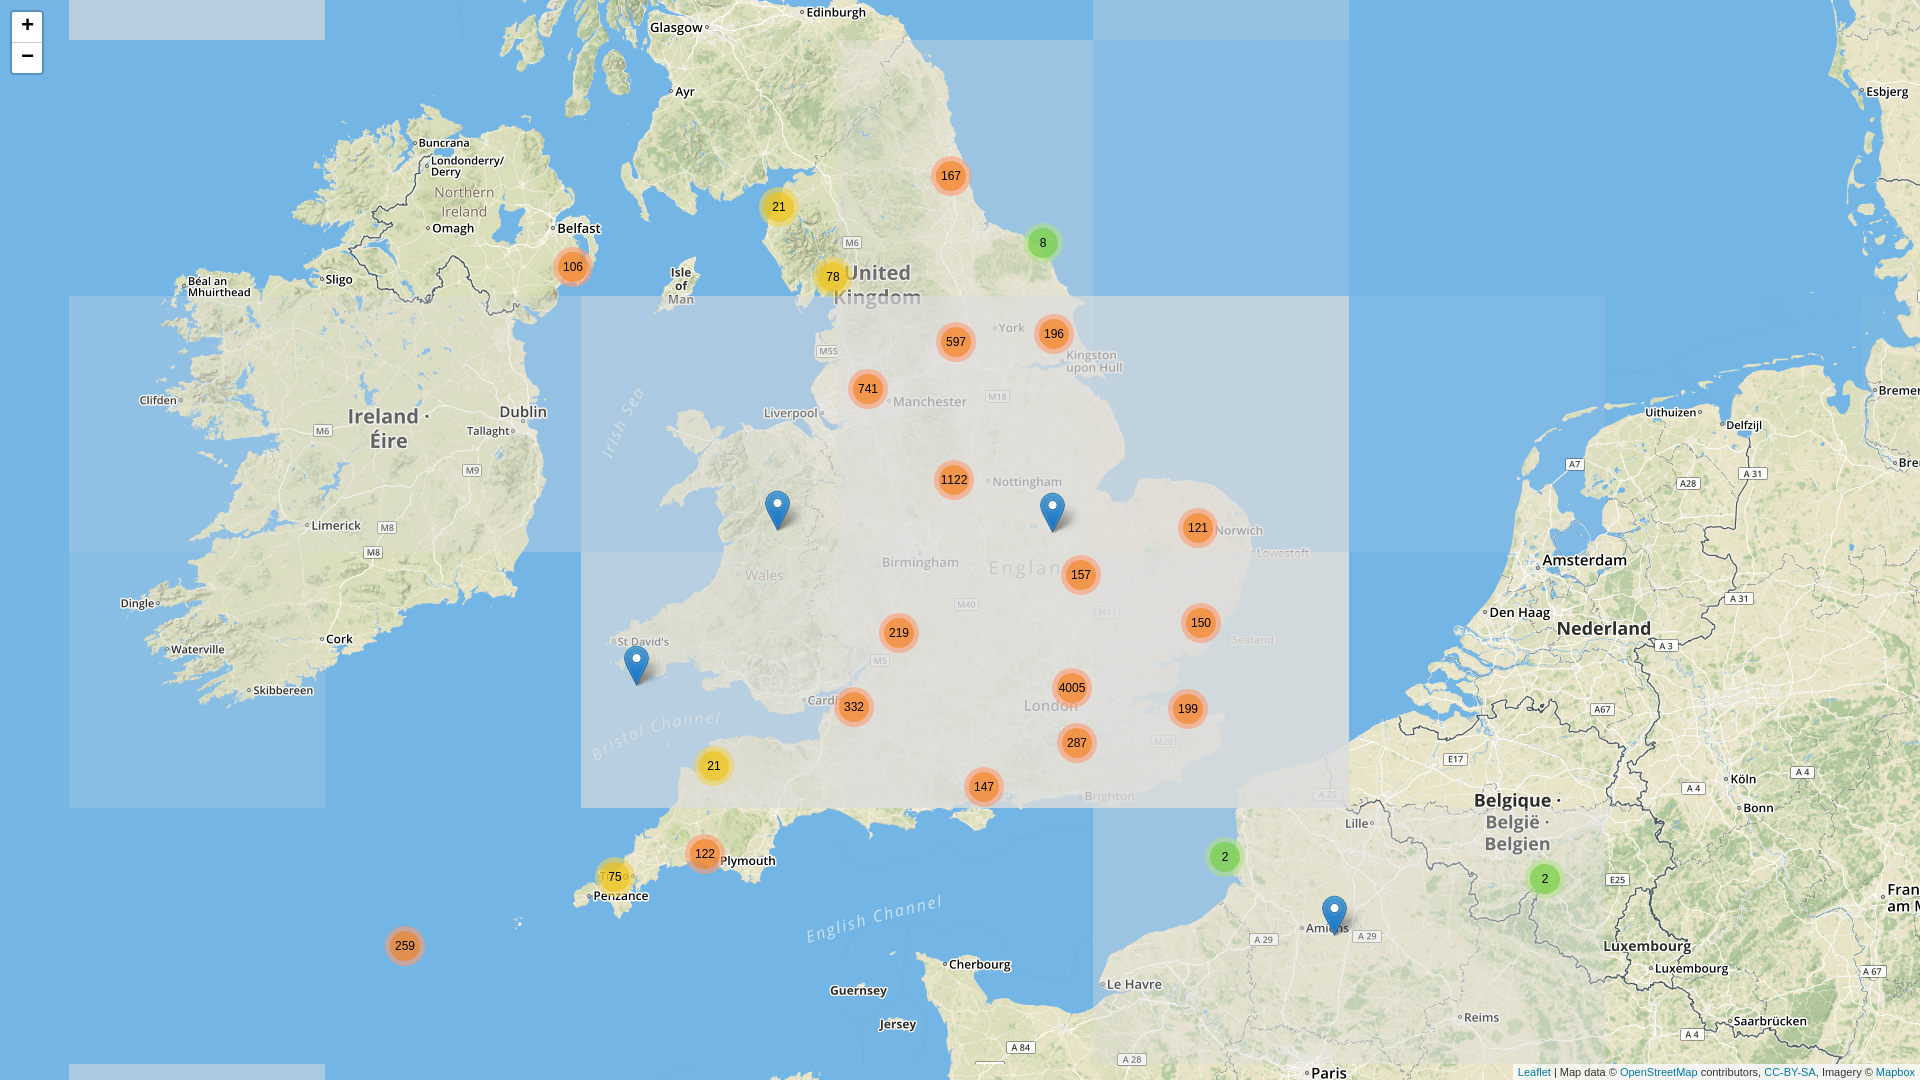 +
−
Glasgow
Edinburgh
Ayr
Esbjerg
Buncrana
Londonderry/
Derry
Northern
Ireland
Omagh
Belfast
106
Béal an
Mhuirthead
Sligo
Isle
of
Man
167
21
8
M6
78
United
Kingdom
597
York
196
Kingston
upon Hull
M55
741
Manchester
M18
Liverpool
Irish Sea
Clifden
Ireland ·
Éire
Dublin
Tallaght
M6
M9
Limerick
M8
M8
Dingle
Cork
Waterville
Skibbereen
1122
Nottingham
121
Norwich
Lowestoft
Birmingham
Wales
157
M40
M11
219
150
Sealand
St David's
M5
4005
London
199
332
287
M20
Bristol Channel
21
147
Brighton
A 25
122
Plymouth
75
Penzance
259
English Channel
Guernsey
Jersey
Cherbourg
Le Havre
A 84
A 28
A 29
A 29
Amiens
2
Lille
2
Reims
Paris
Uithuizen
Delfzijl
A7
A28
A 31
Amsterdam
Den Haag
Nederland
A 31
A 3
A67
E17
Köln
A 4
A 4
Bonn
Belgique ·
België ·
Belgien
E25
Luxembourg
Luxembourg
A 67
Saarbrücken
A 4
Leaflet | Map data © OpenStreetMap contributors, CC-BY-SA, Imagery © Mapbox